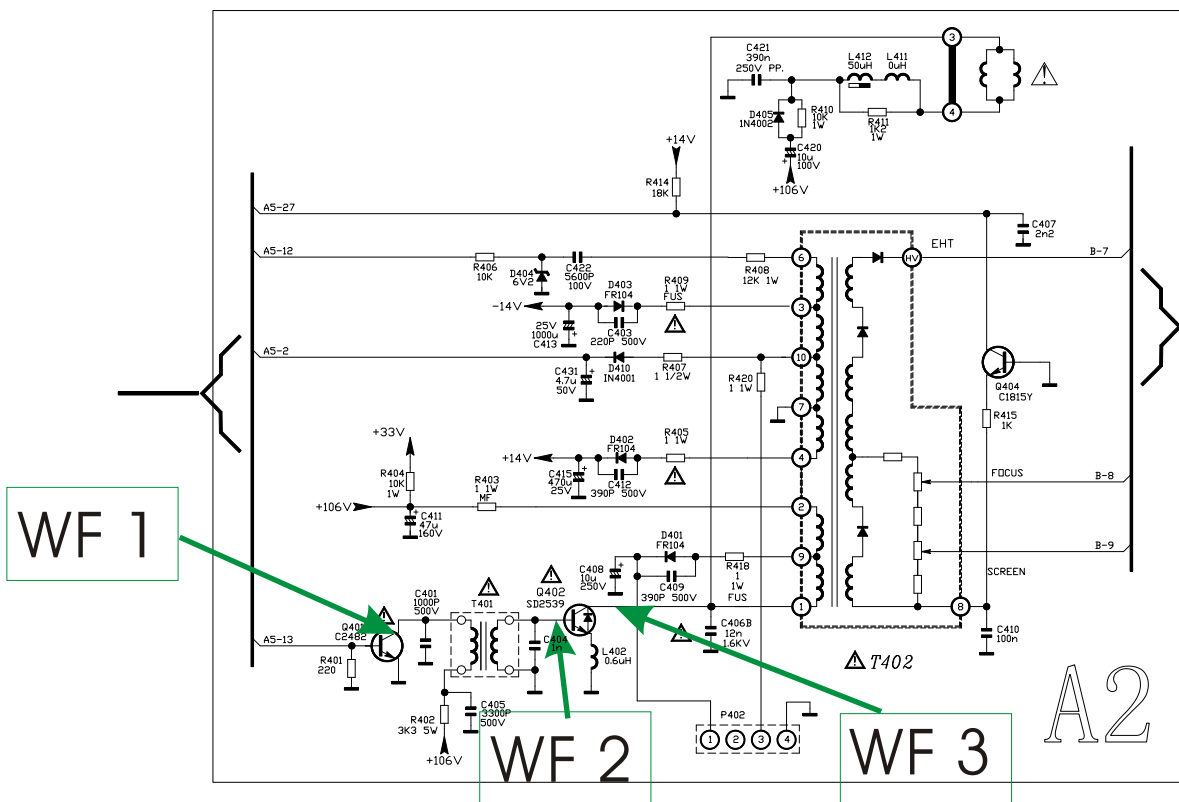 C421
390n
250V PP.
L412
50uH
L411
0uH
3
4
D405
1N4002
R410
10K
1W
R411
1K2
1W
C420
10u
100V
+
+106V
+14V
R414
18K
A5-27
C407
2n2
A5-12
R406
10K
D404
6V2
C422
5600P
100V
R408
12K 1W
6
HV
EHT
B-7
-14V
D403
FR104
R409
1 1W
FUS
3
25V
1000u
C413
+
C403
220P 500V
A5-2
C431
4.7u
50V
+
D410
IN4001
R407
1 1/2W
R420
1 1W
10
7
Q404
C1815Y
R415
1K
+33V
R404
10K
1W
+14V
D402
FR104
R405
1 1W
4
C415
470u
25V
+
C412
390P 500V
R403
1 1W
MF
+106V
2
C411
47u
160V
+
FOCUS
B-8
B-9
SCREEN
WF 1
D401
FR104
9
C408
10u
250V
+
C409
390P 500V
R418
1
1W
FUS
1
8
C401
1000P
500V
T401
Q402
SD2539
Q401
C2482
A5-13
R401
220
C404
1n
L402
0.6uH
C406B
12n
1.6KV
C410
100n
T402
R402
3K3 5W
C405
3300P
500V
+106V
P402
1
2
3
4
WF 2
WF 3
A2